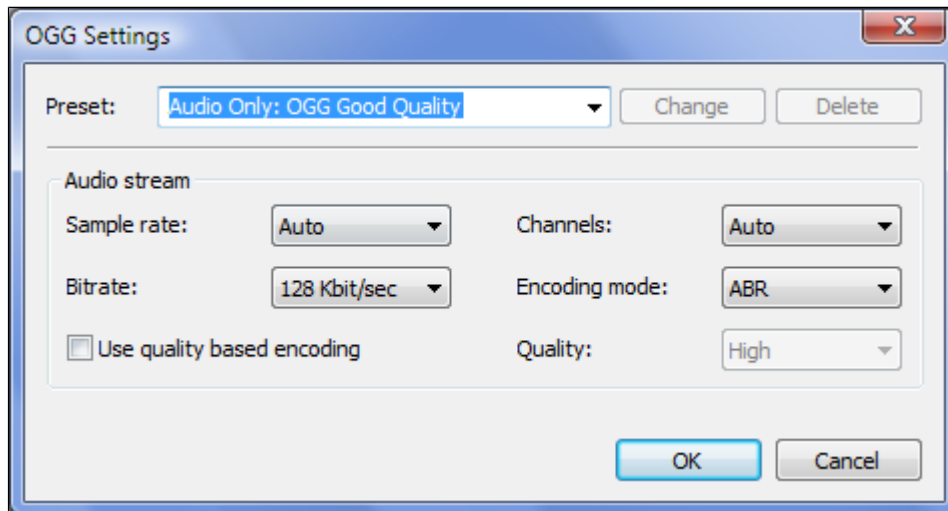 OGG Settings
Preset: Audio Only: OGG Good Quality Change Delete
Audio stream
Sample rate: Auto Channels: Auto
Bitrate: 128 Kbit/sec Encoding mode: ABR
Use quality based encoding Quality: High
OK Cancel